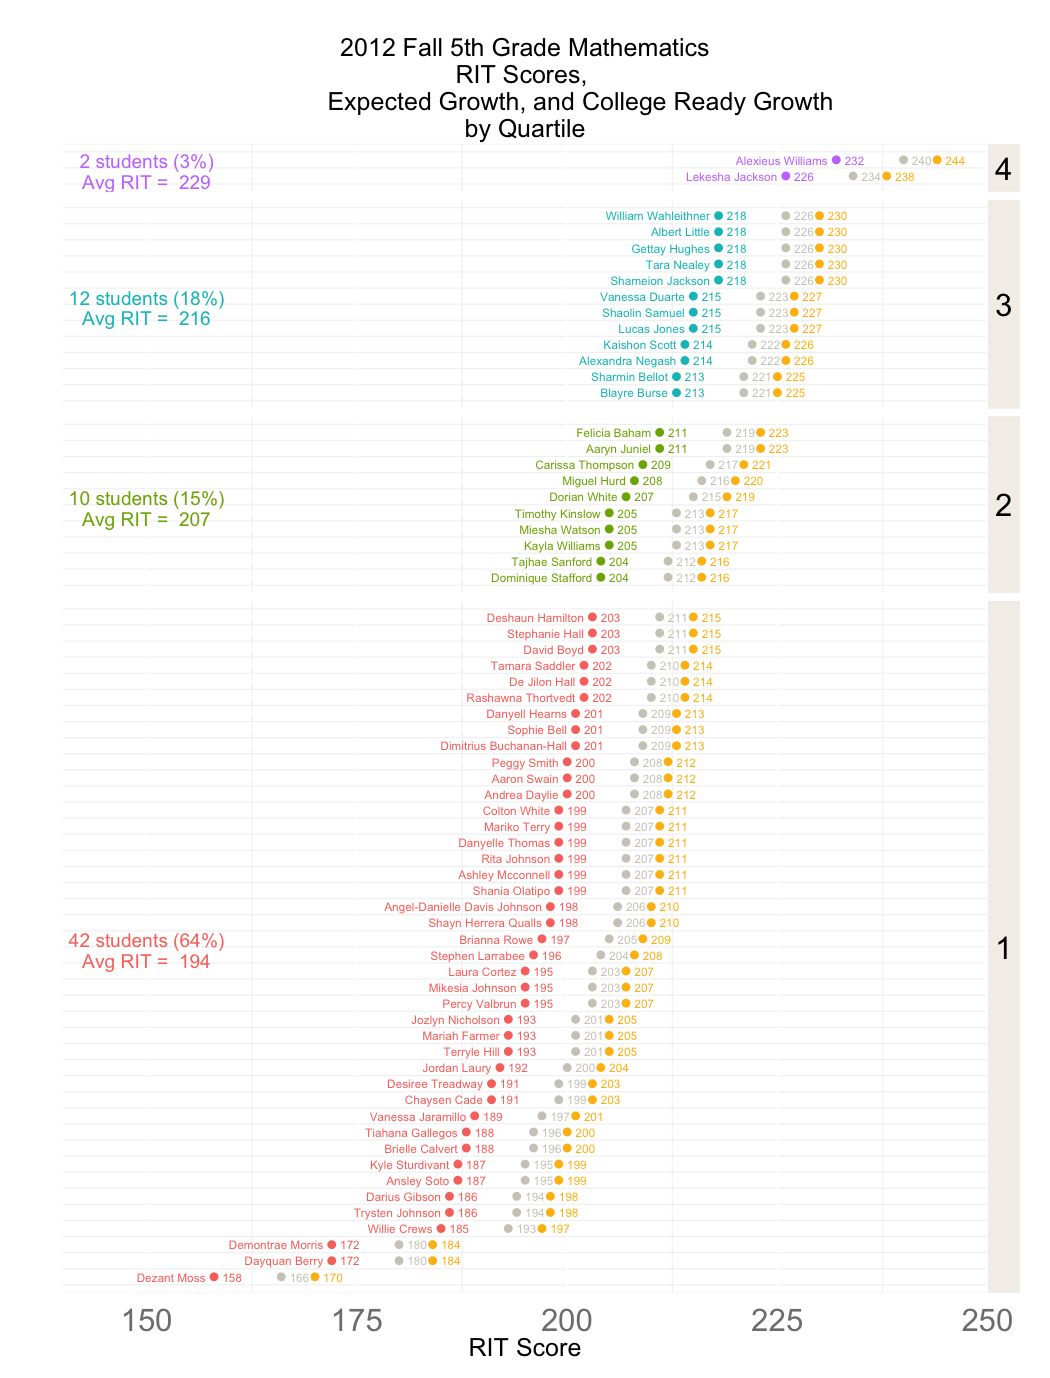 2012 Fall 5th Grade Mathematics
RIT Scores,
Expected Growth, and College Ready Growth
by Quartile
2 students (3%)
Avg RIT = 229
Alexieus Williams 232 240 244
Lekesha Jackson 226 234 238
4
12 students (18%)
Avg RIT = 216
William Wahleithner 218 226 230
Albert Little 218 226 230
Gettay Hughes 218 226 230
Tara Nealey 218 226 230
Shameion Jackson 218 226 230
Vanessa Duarte 215 223 227
Shaolin Samuel 215 223 227
Lucas Jones 215 223 227
Kaishon Scott 214 222 226
Alexandra Negash 214 222 226
Sharmin Bellot 213 221 225
Blayre Burse 213 221 225
3
10 students (15%)
Avg RIT = 207
Felicia Baham 211 219 223
Aaryn Juniel 211 219 223
Carissa Thompson 209 217 221
Miguel Hurd 208 216 220
Dorian White 207 215 219
Timothy Kinslow 205 213 217
Miesha Watson 205 213 217
Kayla Williams 205 213 217
Tajhae Sanford 204 212 216
Dominique Stafford 204 212 216
2
42 students (64%)
Avg RIT = 194
Deshaun Hamilton 203 211 215
Stephanie Hall 203 211 215
David Boyd 203 211 215
Tamara Saddler 202 210 214
De Jilon Hall 202 210 214
Rashawna Thortvedt 202 210 214
Danyell Hearns 201 209 213
Sophie Bell 201 209 213
Dimitrius Buchanan-Hall 201 209 213
Peggy Smith 200 208 212
Aaron Swain 200 208 212
Andrea Daylie 200 208 212
Colton White 199 207 211
Mariko Terry 199 207 211
Danyelle Thomas 199 207 211
Rita Johnson 199 207 211
Ashley Mcconnell 199 207 211
Shania Olatipo 199 207 211
Angel-Danielle Davis Johnson 198 206 210
Shayn Herrera Qualls 198 206 210
Brianna Rowe 197 205 209
Stephen Larrabee 196 204 208
Laura Cortez 195 203 207
Mikesia Johnson 195 203 207
Percy Valbrun 195 203 207
Jozlyn Nicholson 193 201 205
Mariah Farmer 193 201 205
Terryle Hill 193 201 205
Jordan Laury 192 200 204
Desiree Treadway 191 199 203
Chaysen Cade 191 199 203
Vanessa Jaramillo 189 197 201
Tiahana Gallegos 188 196 200
Brielle Calvert 188 196 200
Kyle Sturdivant 187 195 199
Ansley Soto 187 195 199
Darius Gibson 186 194 198
Trysten Johnson 186 194 198
Willie Crews 185 193 197
Demontrae Morris 172 180 184
Dayquan Berry 172 180 184
Dezant Moss 158 166 170
1
150 175 200 225 250
RIT Score